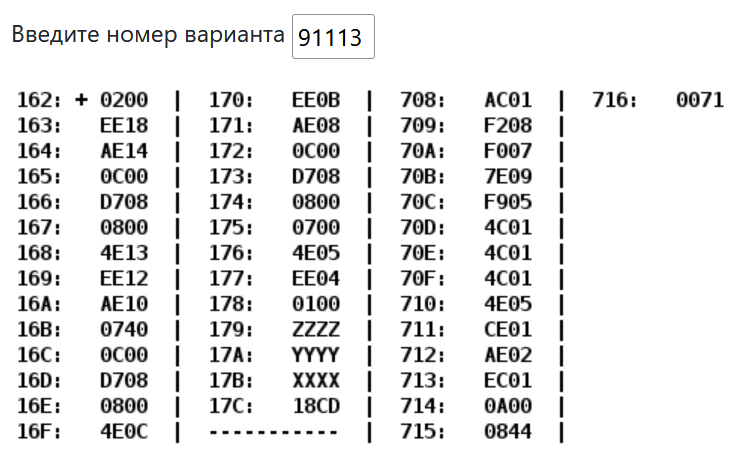 Введите номер варианта 91113
162: + 0200 | 170: EE0B | 708: AC01 | 716: 0071
163: EE18 | 171: AE08 | 709: F208 |
164: AE14 | 172: 0C00 | 70A: F007 |
165: 0C00 | 173: D708 | 70B: 7E09 |
166: D708 | 174: 0800 | 70C: F905 |
167: 0800 | 175: 0700 | 70D: 4C01 |
168: 4E13 | 176: 4E05 | 70E: 4C01 |
169: EE12 | 177: EE04 | 70F: 4C01 |
16A: AE10 | 178: 0100 | 710: 4E05 |
16B: 0740 | 179: ZZZZ | 711: CE01 |
16C: 0C00 | 17A: YYYY | 712: AE02 |
16D: D708 | 17B: XXXX | 713: EC01 |
16E: 0800 | 17C: 18CD | 714: 0A00 |
16F: 4E0C | ----------- | 715: 0844 |